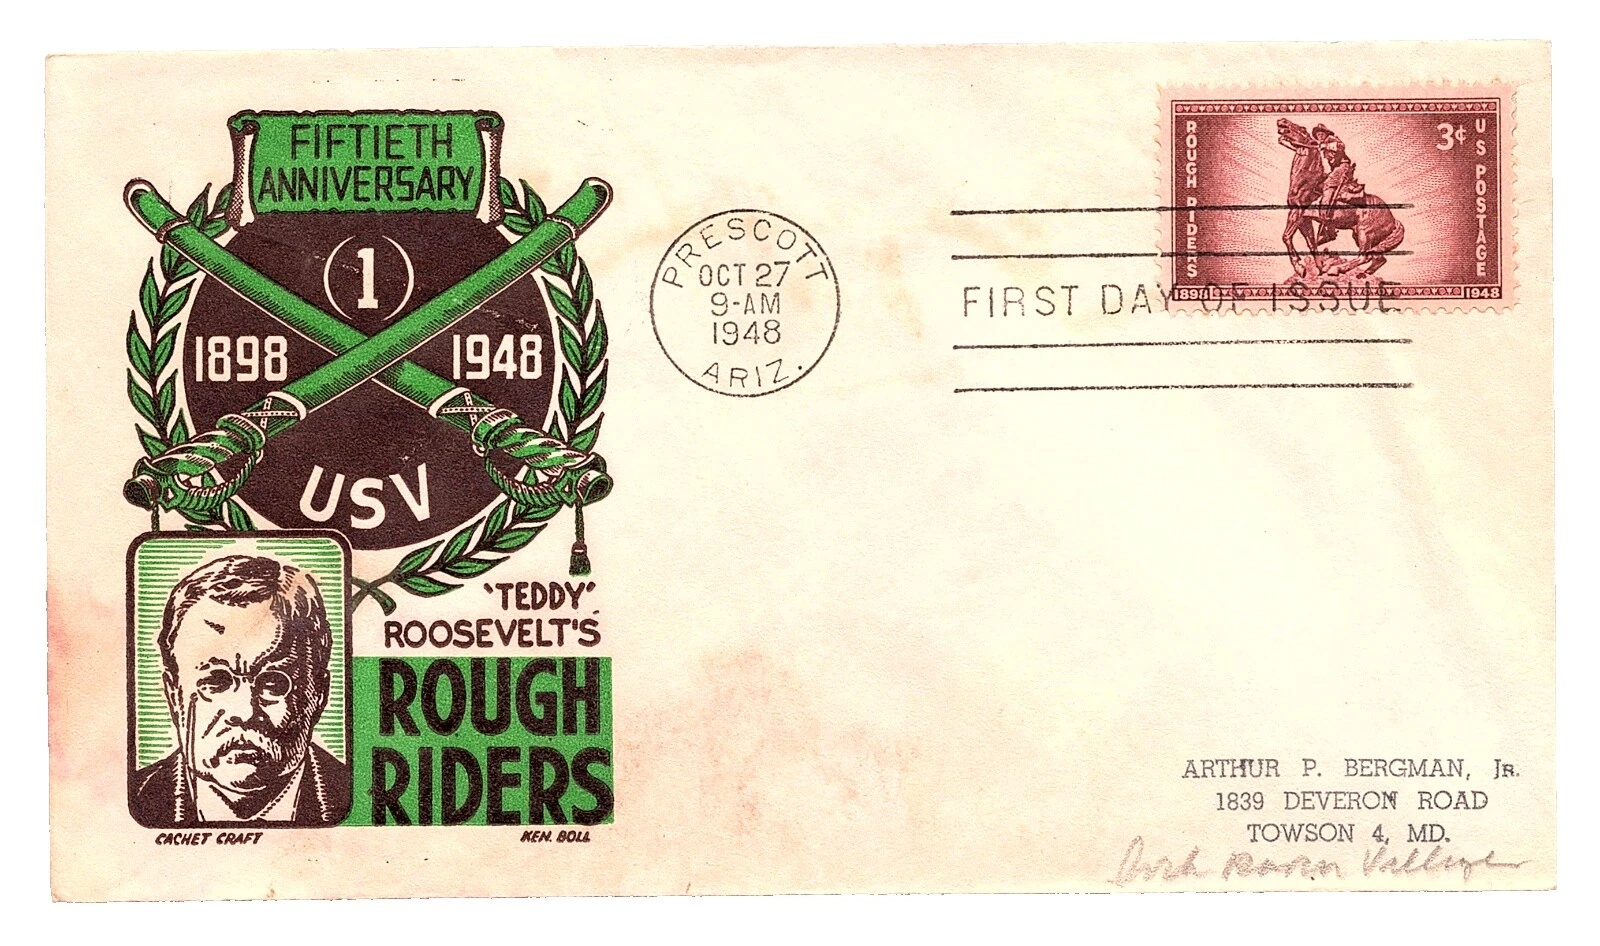 FIFTIETH
ANNIVERSARY
1
1898 1948
USV
'TEDDY'
ROOSEVELT'S
ROUGH
RIDERS
CACHET CRAFT KEN BOLL
PRESCOTT
OCT 27
9-AM
1948
ARIZ.
FIRST DAY OF ISSUE
ROUGH RIDERS
3¢
US POSTAGE
1898 1948
ARTHUR P. BERGMAN, JR.
1839 DEVERON ROAD
TOWSON 4, MD.